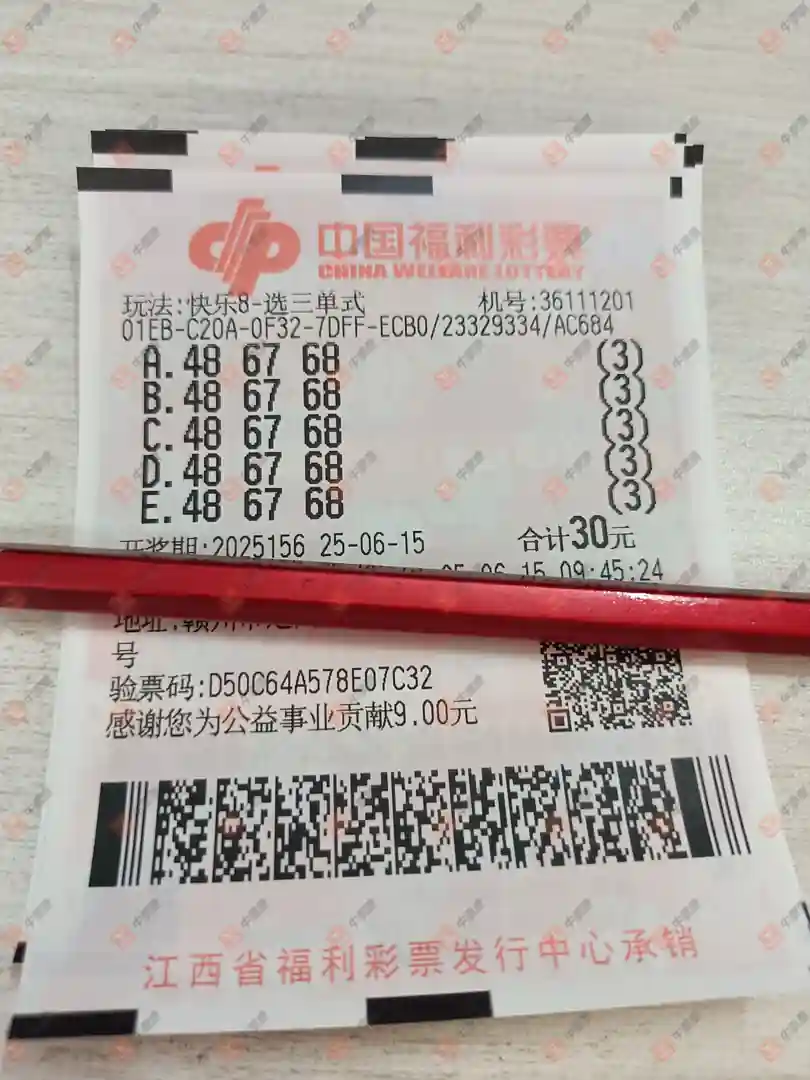 中国福利彩票
CHINA WELFARE LOTTERY
玩法:快乐8-选三单式 机号:36111201
01EB-C20A-0F32-7DFF-ECB0/23329334/AC684
A.48 67 68 (3)
B.48 67 68 (3)
C.48 67 68 (3)
D.48 67 68 (3)
E.48 67 68 (3)
开奖期:2025156 25-06-15 合计30元
15 09:45:24
地址:赣州市
号
验票码:D50C64A578E07C32
感谢您为公益事业贡献9.00元
江西省福利彩票发行中心承销